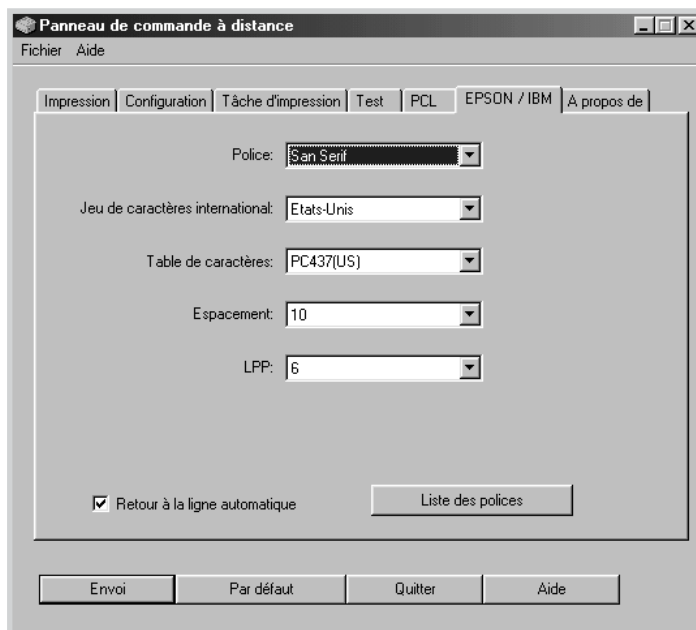 Panneau de commande à distance
Fichier Aide
Impression Configuration Tâche d'impression Test PCL EPSON / IBM A propos de
Police: San Serif
Jeu de caractères international: Etats-Unis
Table de caractères: PC437(US)
Espacement: 10
LPP: 6
Retour à la ligne automatique Liste des polices
Envoi Par défaut Quitter Aide